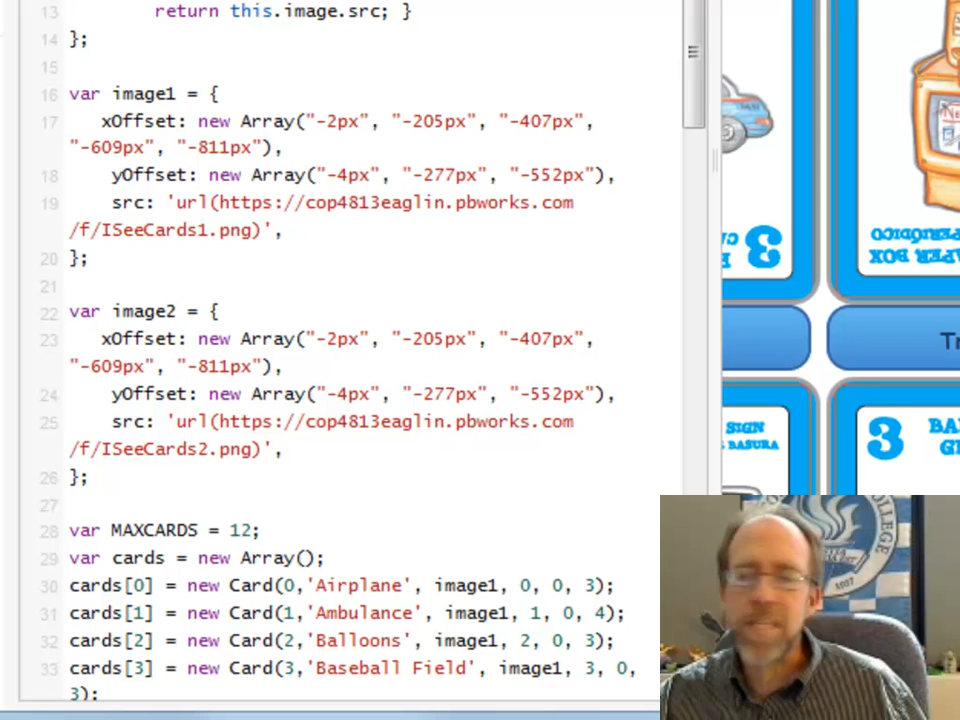 13 return this.image.src; }
14 };
15
16 var image1 = {
17 xOffset: new Array("-2px", "-205px", "-407px",
"-609px", "-811px"),
18 yOffset: new Array("-4px", "-277px", "-552px"),
19 src: 'url(https://cop4813eaglin.pbworks.com
/f/ISeeCards1.png)',
20 };
21
22 var image2 = {
23 xOffset: new Array("-2px", "-205px", "-407px",
"-609px", "-811px"),
24 yOffset: new Array("-4px", "-277px", "-552px"),
25 src: 'url(https://cop4813eaglin.pbworks.com
/f/ISeeCards2.png)',
26 };
27
28 var MAXCARDS = 12;
29 var cards = new Array();
30 cards[0] = new Card(0,'Airplane', image1, 0, 0, 3);
31 cards[1] = new Card(1,'Ambulance', image1, 1, 0, 4);
32 cards[2] = new Card(2,'Balloons', image1, 2, 0, 3);
33 cards[3] = new Card(3,'Baseball Field', image1, 3, 0,
3);
3
PERIÓDICO
BOX
Tr
SIGN
BASURA
3
BA